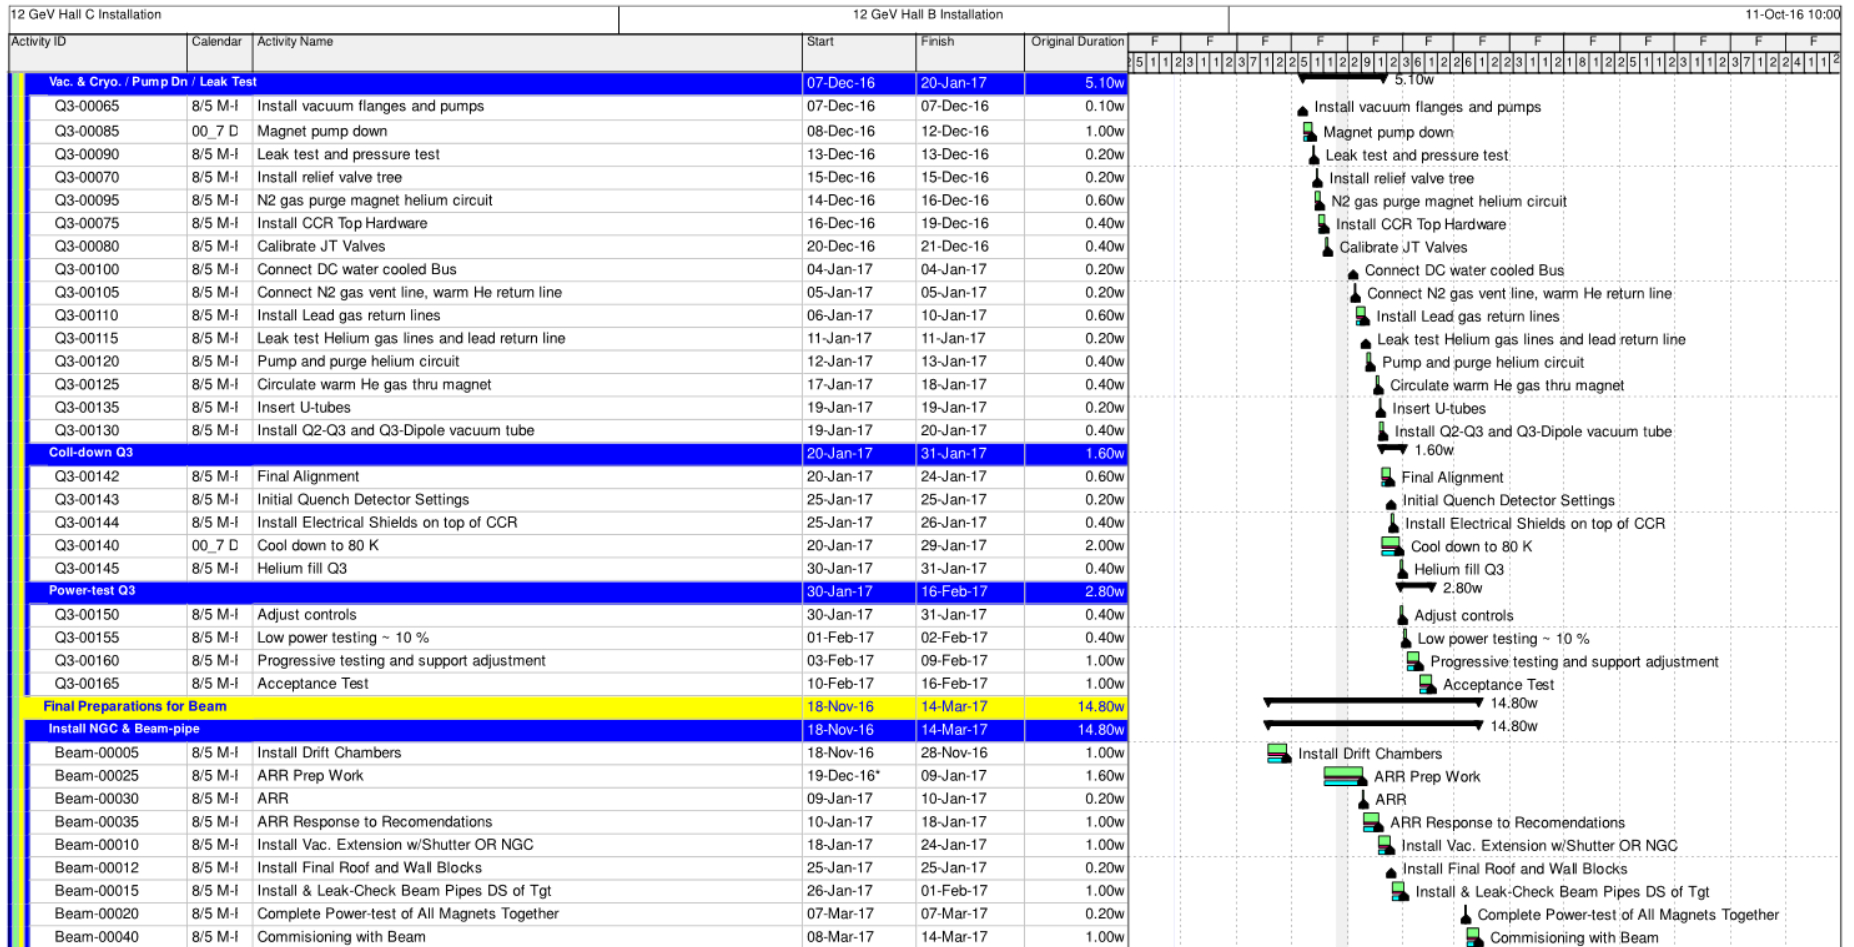 12 GeV Hall C Installation 12 GeV Hall B Installation 11-Oct-16 10:00
Activity ID Calendar Activity Name Start Finish Original Duration F F F F F F F F F F F F F
Vac. & Cryo. / Pump Dn / Leak Test 07-Dec-16 20-Jan-17 5.10w 5.10w
Q3-00065 8/5 M-F Install vacuum flanges and pumps 07-Dec-16 07-Dec-16 0.10w Install vacuum flanges and pumps
Q3-00085 00_7 D Magnet pump down 08-Dec-16 12-Dec-16 1.00w Magnet pump down
Q3-00090 8/5 M-F Leak test and pressure test 13-Dec-16 13-Dec-16 0.20w Leak test and pressure test
Q3-00070 8/5 M-F Install relief valve tree 15-Dec-16 15-Dec-16 0.20w Install relief valve tree
Q3-00095 8/5 M-F N2 gas purge magnet helium circuit 14-Dec-16 16-Dec-16 0.60w N2 gas purge magnet helium circuit
Q3-00075 8/5 M-F Install CCR Top Hardware 16-Dec-16 19-Dec-16 0.40w Install CCR Top Hardware
Q3-00080 8/5 M-F Calibrate JT Valves 20-Dec-16 21-Dec-16 0.40w Calibrate JT Valves
Q3-00100 8/5 M-F Connect DC water cooled Bus 04-Jan-17 04-Jan-17 0.20w Connect DC water cooled Bus
Q3-00105 8/5 M-F Connect N2 gas vent line, warm He return line 05-Jan-17 05-Jan-17 0.20w Connect N2 gas vent line, warm He return line
Q3-00110 8/5 M-F Install Lead gas return lines 06-Jan-17 10-Jan-17 0.60w Install Lead gas return lines
Q3-00115 8/5 M-F Leak test Helium gas lines and lead return line 11-Jan-17 11-Jan-17 0.20w Leak test Helium gas lines and lead return line
Q3-00120 8/5 M-F Pump and purge helium circuit 12-Jan-17 13-Jan-17 0.40w Pump and purge helium circuit
Q3-00125 8/5 M-F Circulate warm He gas thru magnet 17-Jan-17 18-Jan-17 0.40w Circulate warm He gas thru magnet
Q3-00135 8/5 M-F Insert U-tubes 19-Jan-17 19-Jan-17 0.20w Insert U-tubes
Q3-00130 8/5 M-F Install Q2-Q3 and Q3-Dipole vacuum tube 19-Jan-17 20-Jan-17 0.40w Install Q2-Q3 and Q3-Dipole vacuum tube
Coll-down Q3 20-Jan-17 31-Jan-17 1.60w 1.60w
Q3-00142 8/5 M-F Final Alignment 20-Jan-17 24-Jan-17 0.60w Final Alignment
Q3-00143 8/5 M-F Initial Quench Detector Settings 25-Jan-17 25-Jan-17 0.20w Initial Quench Detector Settings
Q3-00144 8/5 M-F Install Electrical Shields on top of CCR 25-Jan-17 26-Jan-17 0.40w Install Electrical Shields on top of CCR
Q3-00140 00_7 D Cool down to 80 K 20-Jan-17 29-Jan-17 2.00w Cool down to 80 K
Q3-00145 8/5 M-F Helium fill Q3 30-Jan-17 31-Jan-17 0.40w Helium fill Q3
Power-test Q3 30-Jan-17 16-Feb-17 2.80w 2.80w
Q3-00150 8/5 M-F Adjust controls 30-Jan-17 31-Jan-17 0.40w Adjust controls
Q3-00155 8/5 M-F Low power testing ~ 10 % 01-Feb-17 02-Feb-17 0.40w Low power testing ~ 10 %
Q3-00160 8/5 M-F Progressive testing and support adjustment 03-Feb-17 09-Feb-17 1.00w Progressive testing and support adjustment
Q3-00165 8/5 M-F Acceptance Test 10-Feb-17 16-Feb-17 1.00w Acceptance Test
Final Preparations for Beam 18-Nov-16 14-Mar-17 14.80w 14.80w
Install NGC & Beam-pipe 18-Nov-16 14-Mar-17 14.80w 14.80w
Beam-00005 8/5 M-F Install Drift Chambers 18-Nov-16 28-Nov-16 1.00w Install Drift Chambers
Beam-00025 8/5 M-F ARR Prep Work 19-Dec-16* 09-Jan-17 1.60w ARR Prep Work
Beam-00030 8/5 M-F ARR 09-Jan-17 10-Jan-17 0.20w ARR
Beam-00035 8/5 M-F ARR Response to Recomendations 10-Jan-17 18-Jan-17 1.00w ARR Response to Recomendations
Beam-00010 8/5 M-F Install Vac. Extension w/Shutter OR NGC 18-Jan-17 24-Jan-17 1.00w Install Vac. Extension w/Shutter OR NGC
Beam-00012 8/5 M-F Install Final Roof and Wall Blocks 25-Jan-17 25-Jan-17 0.20w Install Final Roof and Wall Blocks
Beam-00015 8/5 M-F Install & Leak-Check Beam Pipes DS of Tgt 26-Jan-17 01-Feb-17 1.00w Install & Leak-Check Beam Pipes DS of Tgt
Beam-00020 8/5 M-F Complete Power-test of All Magnets Together 07-Mar-17 07-Mar-17 0.20w Complete Power-test of All Magnets Together
Beam-00040 8/5 M-F Commisioning with Beam 08-Mar-17 14-Mar-17 1.00w Commisioning with Beam